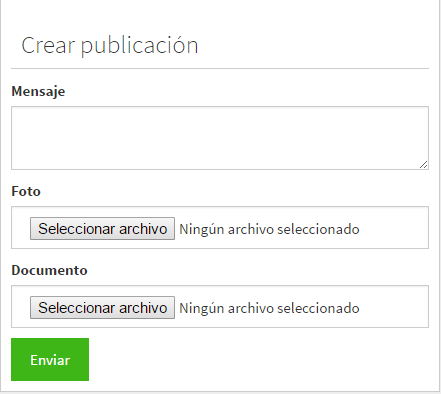 Crear publicación
Mensaje
Foto
Seleccionar archivo Ningún archivo seleccionado
Documento
Seleccionar archivo Ningún archivo seleccionado
Enviar